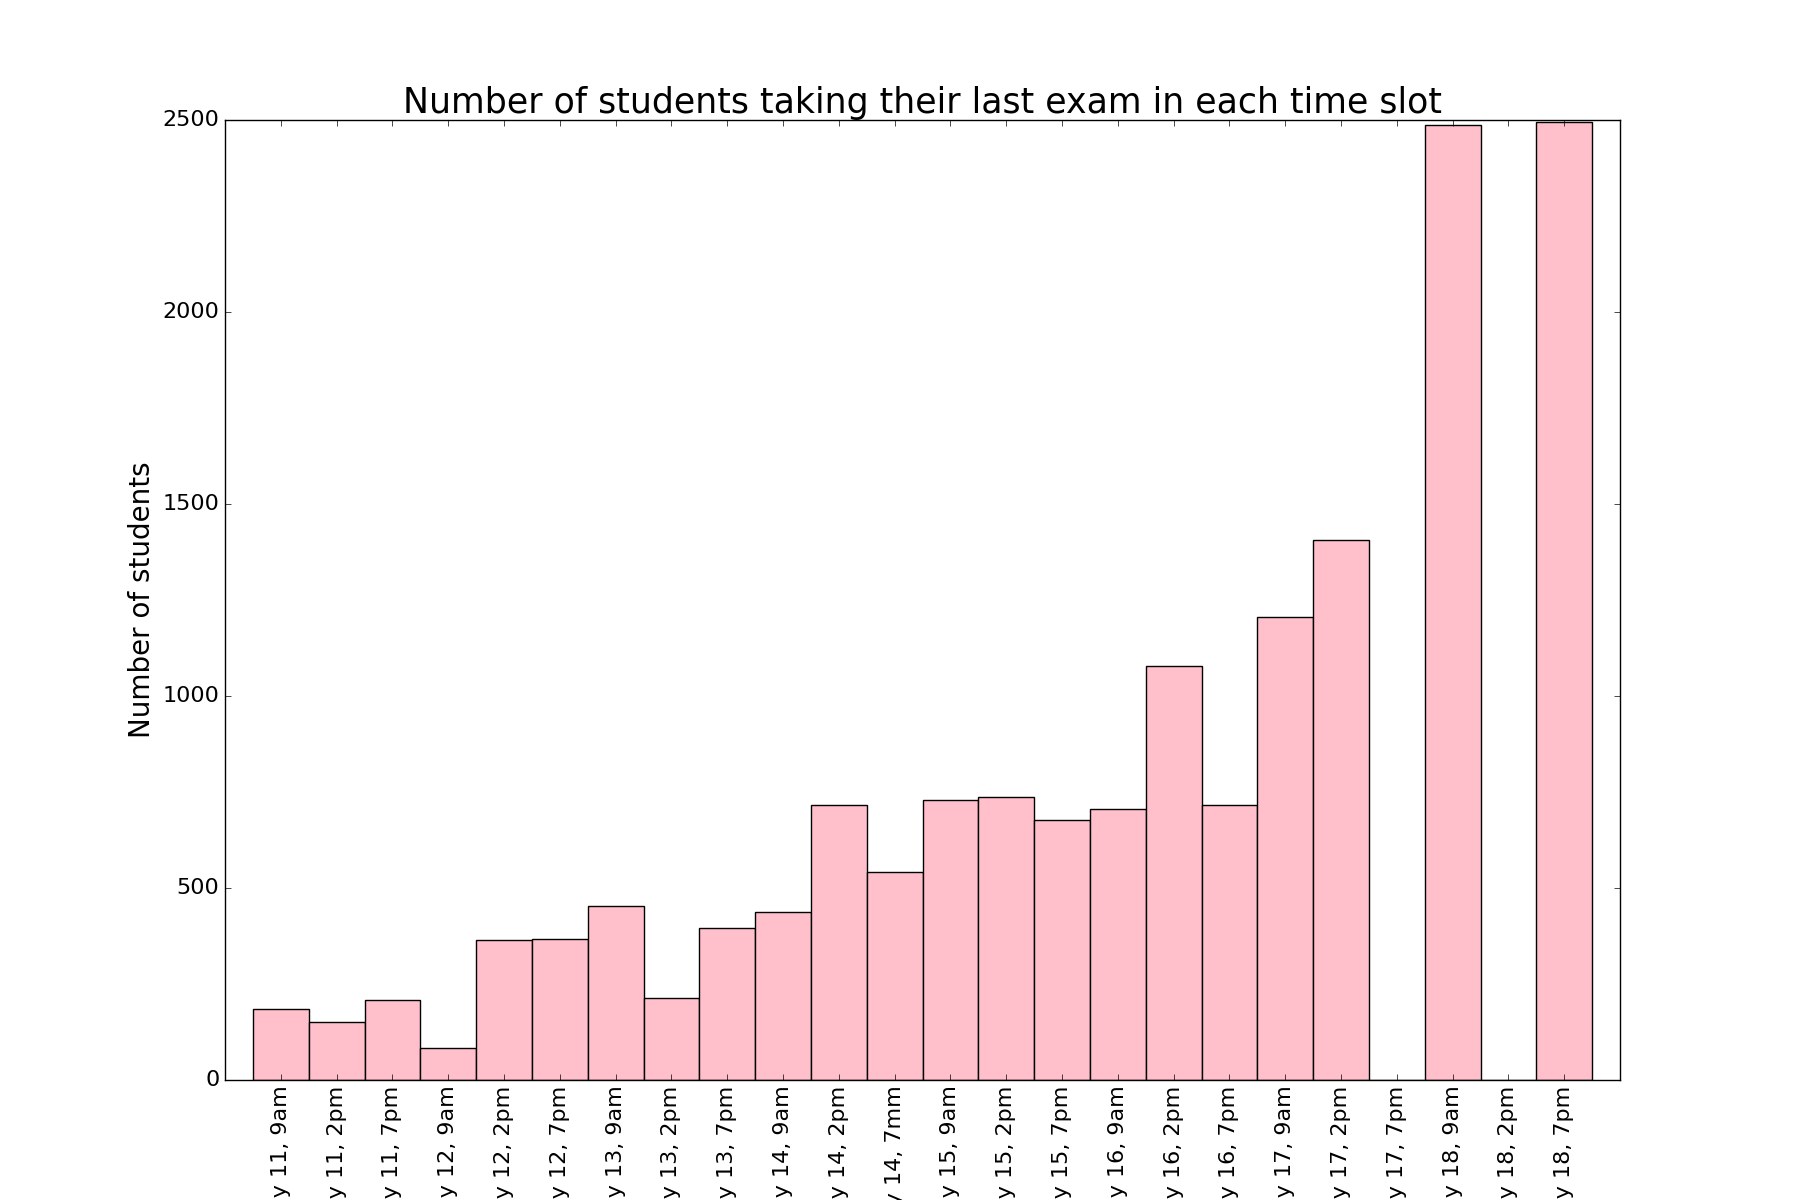 Number of students taking their last exam in each time slot
Number of students
2500
2000
1500
1000
500
0
y 11, 9am
y 11, 2pm
y 11, 7pm
y 12, 9am
y 12, 2pm
y 12, 7pm
y 13, 9am
y 13, 2pm
y 13, 7pm
y 14, 9am
y 14, 2pm
y 14, 7mm
y 15, 9am
y 15, 2pm
y 15, 7pm
y 16, 9am
y 16, 2pm
y 16, 7pm
y 17, 9am
y 17, 2pm
y 17, 7pm
y 18, 9am
y 18, 2pm
y 18, 7pm